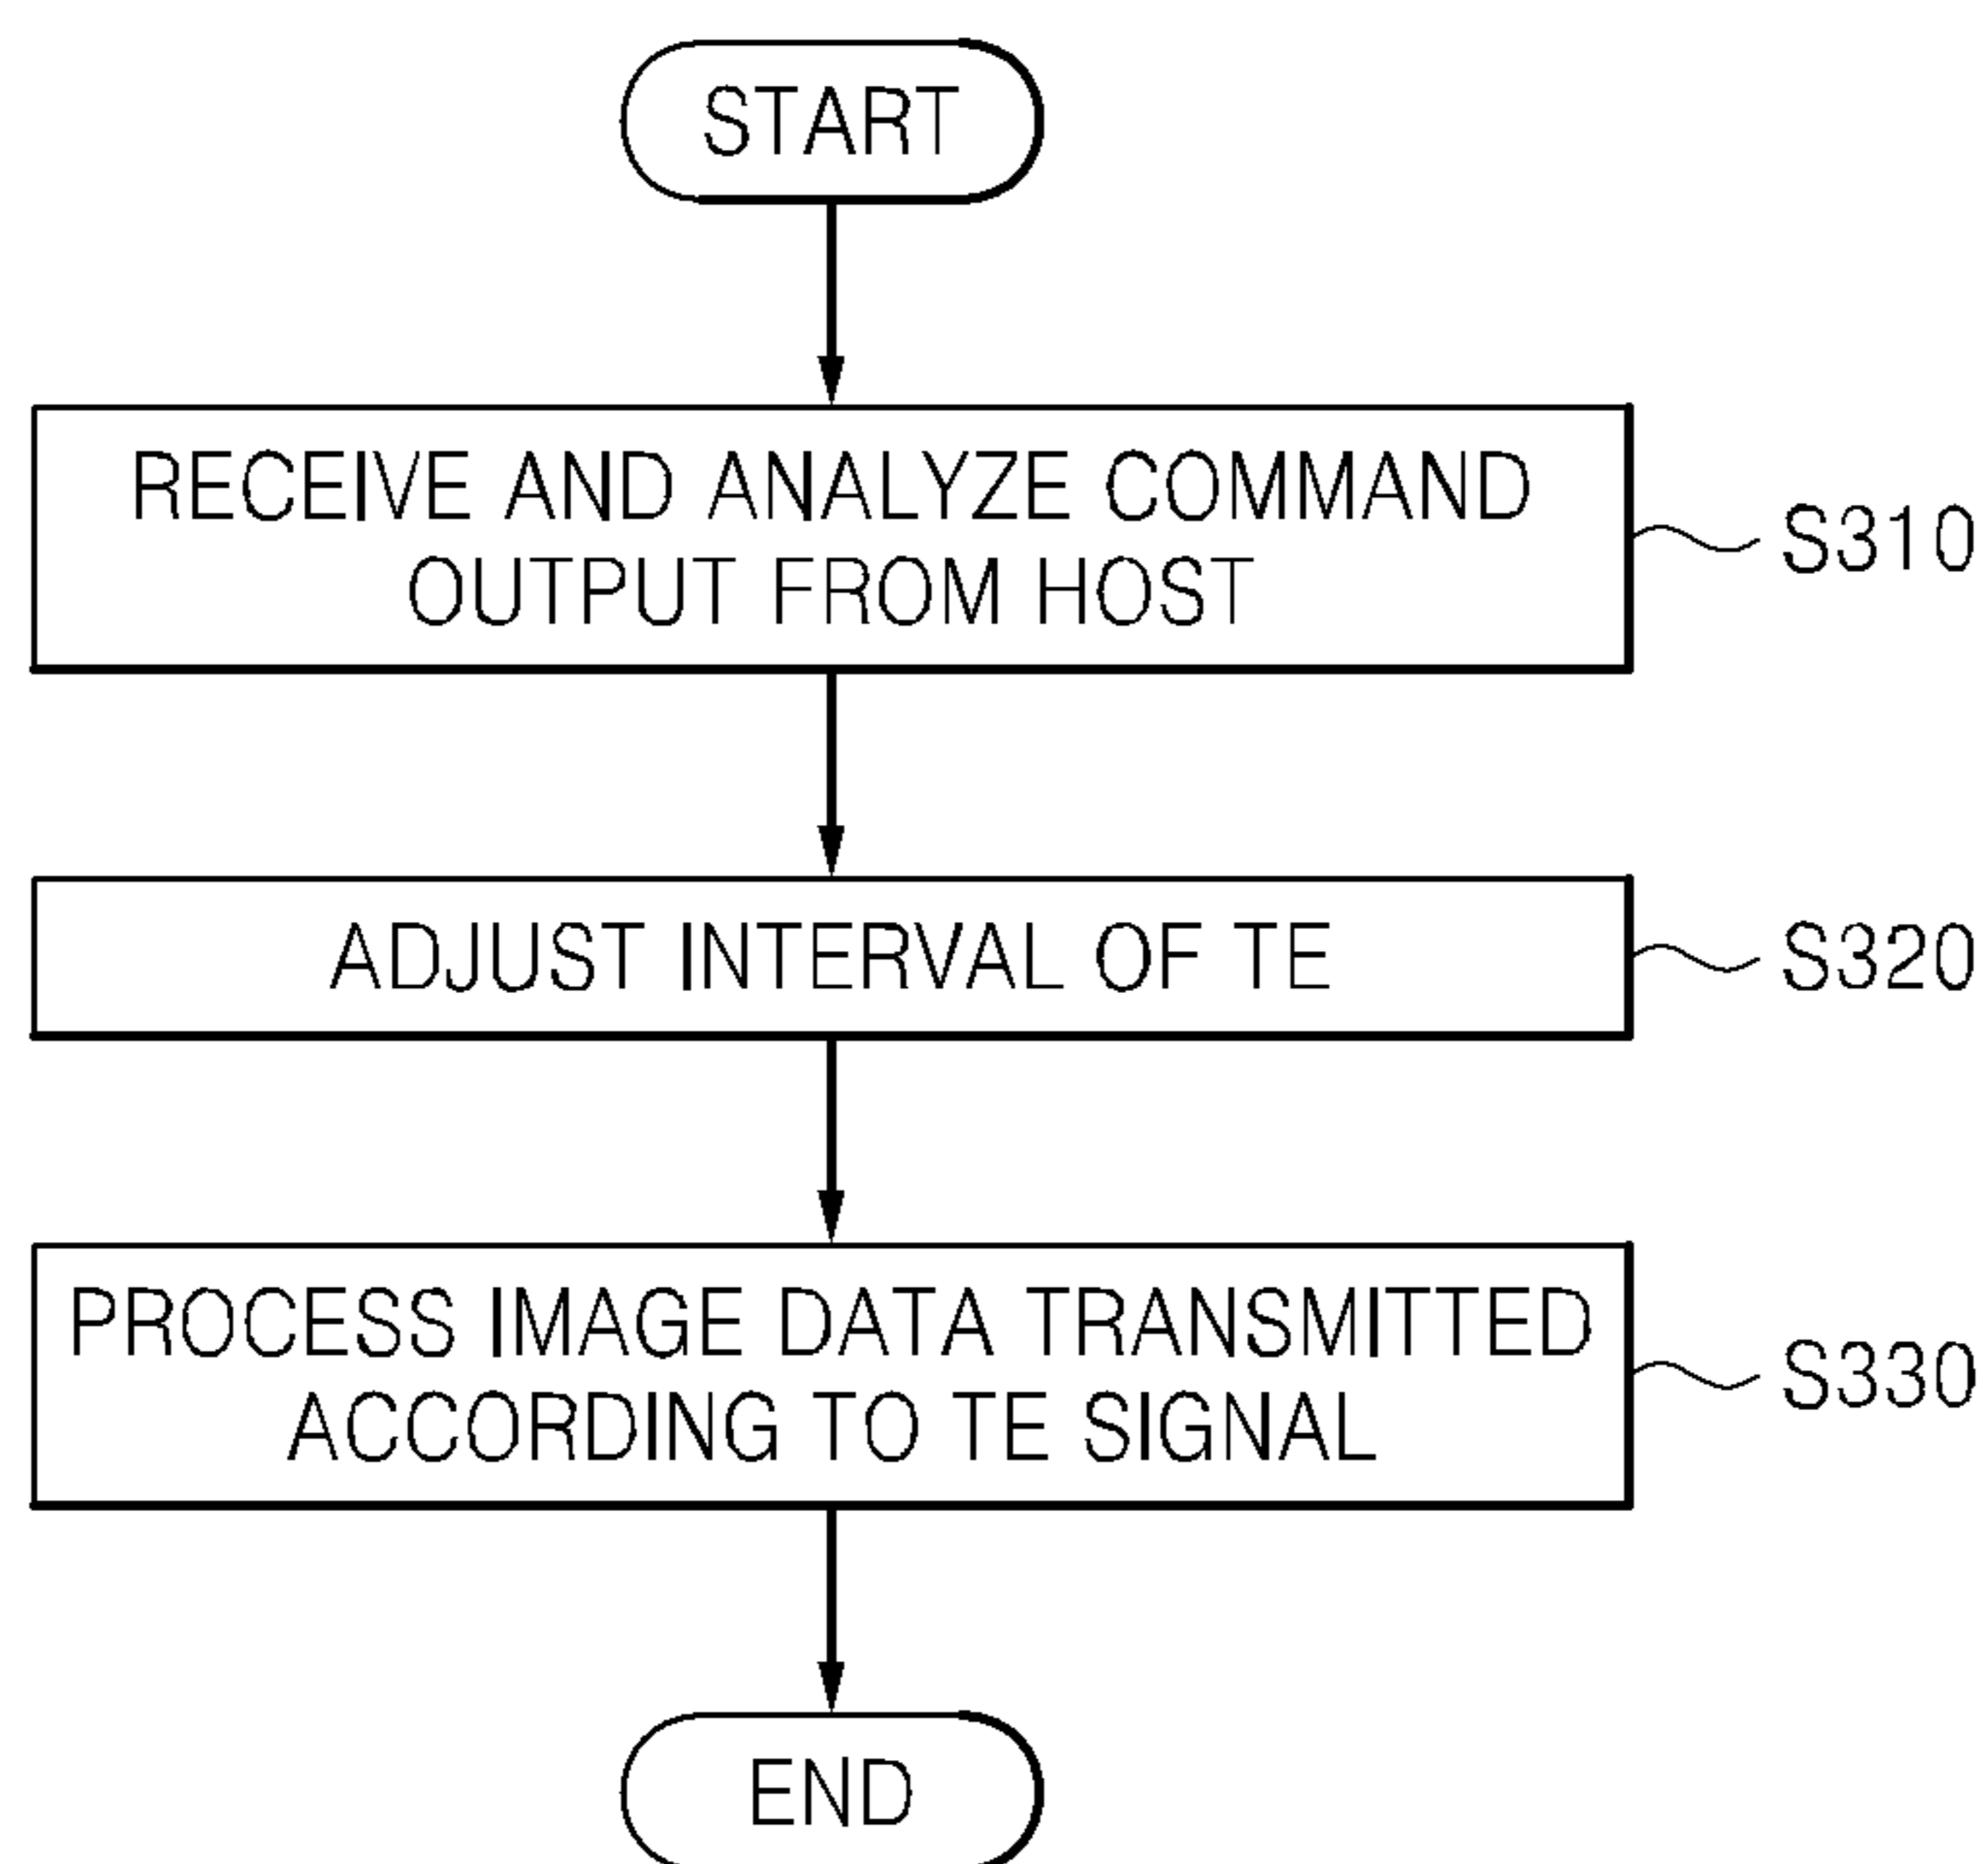 START
RECEIVE AND ANALYZE COMMAND
OUTPUT FROM HOST
S310
ADJUST INTERVAL OF TE
S320
PROCESS IMAGE DATA TRANSMITTED
ACCORDING TO TE SIGNAL
S330
END